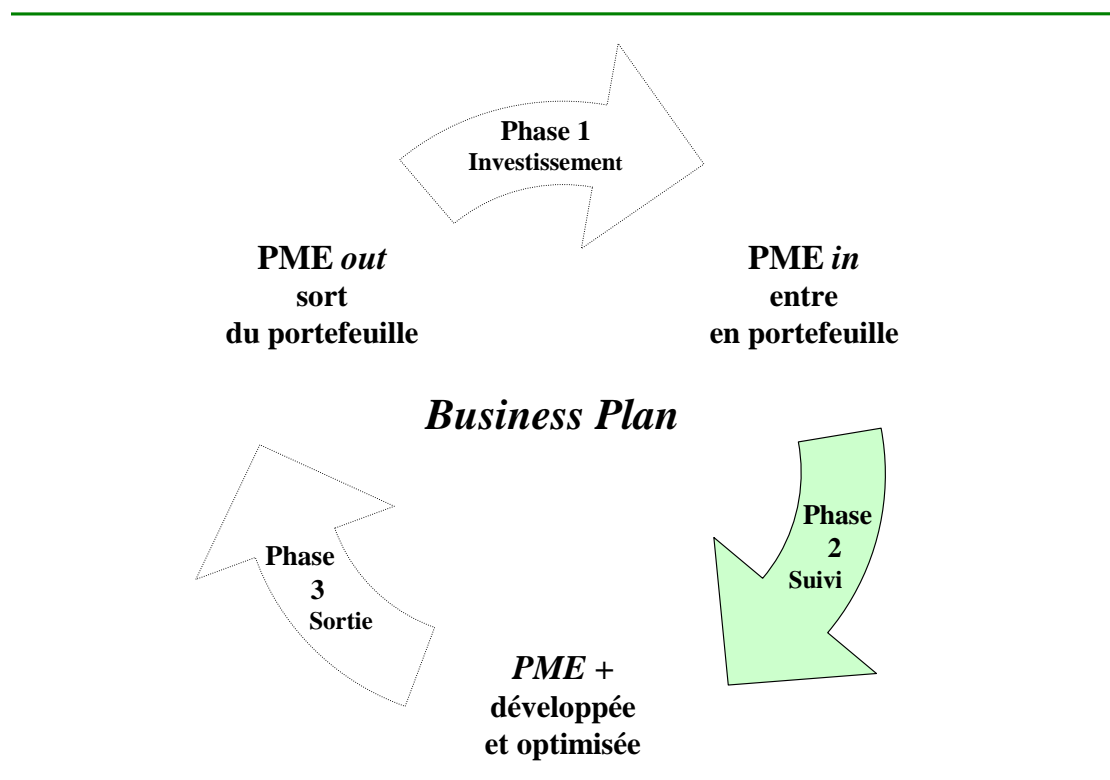 Phase 1
Investissement
PME out
sort
du portefeuille
PME in
entre
en portefeuille
Business Plan
Phase
2
Suivi
Phase
3
Sortie
PME +
développée
et optimisée